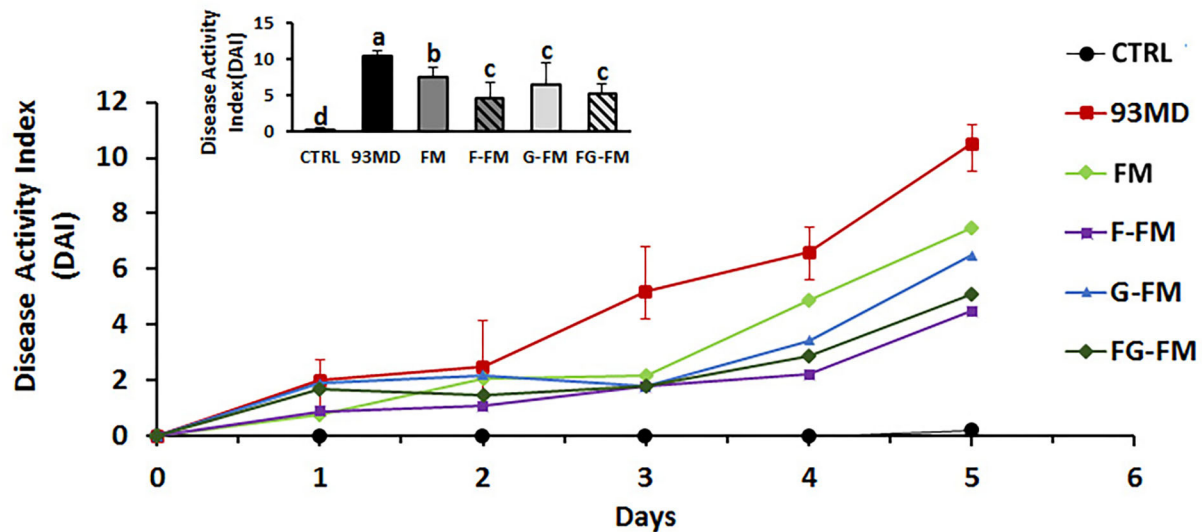 Disease Activity
Index(DAI)
15
10
5
0
d
a
b
c
c
c
CTRL 93MD FM F-FM G-FM FG-FM
Disease Activity Index
(DAI)
12
10
8
6
4
2
0
0 1 2 3 4 5 6
Days
CTRL
93MD
FM
F-FM
G-FM
FG-FM